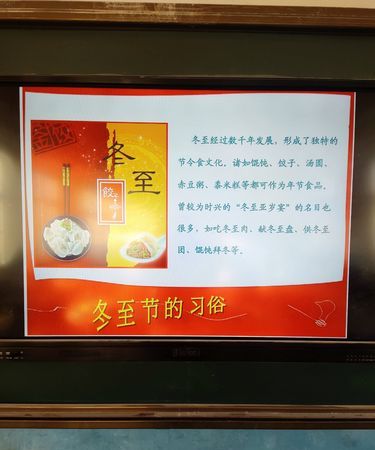 冬至
餃子
冬至经过数千年发展，形成了独特的
节令食文化。诸如馄饨、饺子、汤圆、
赤豆粥、黍米糕等都可作为年节食品。
曾较为时兴的“冬至亚岁宴”的名目也
很多，如吃冬至肉、献冬至盘、供冬至
团、馄饨拜冬等。
冬至节的习俗